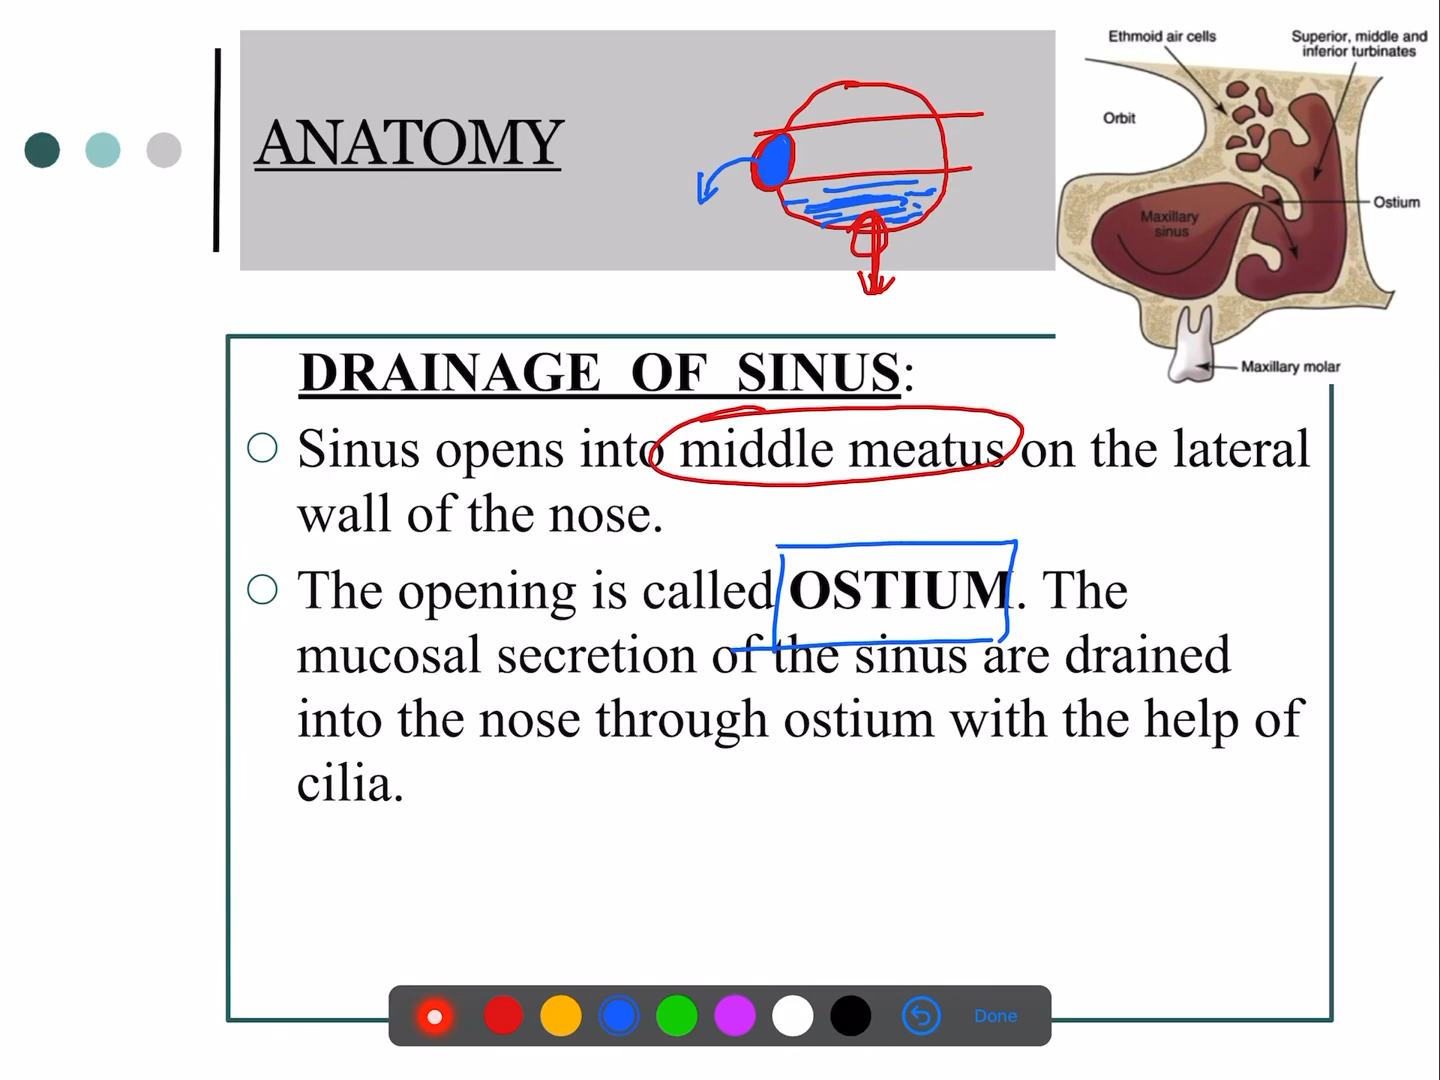 ANATOMY
Ethmoid air cells
Superior, middle and
inferior turbinates
Orbit
Ostium
Maxillary
sinus
Maxillary molar
DRAINAGE OF SINUS:
Sinus opens into middle meatus on the lateral
wall of the nose.
The opening is called OSTIUM. The
mucosal secretion of the sinus are drained
into the nose through ostium with the help of
cilia.
Done